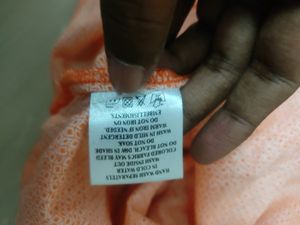 HAND WASH SEPARATELY
IN COLD WATER
WASH INSIDE OUT
COLORED FABRICS MAY BLEED
DO NOT BLEACH, DRY IN SHADE
DO NOT SOAK
WASH IN MILD DETERGENT
WARM IRON NEEDED
DO NOT IRON ON
EMBELLISHMENTS